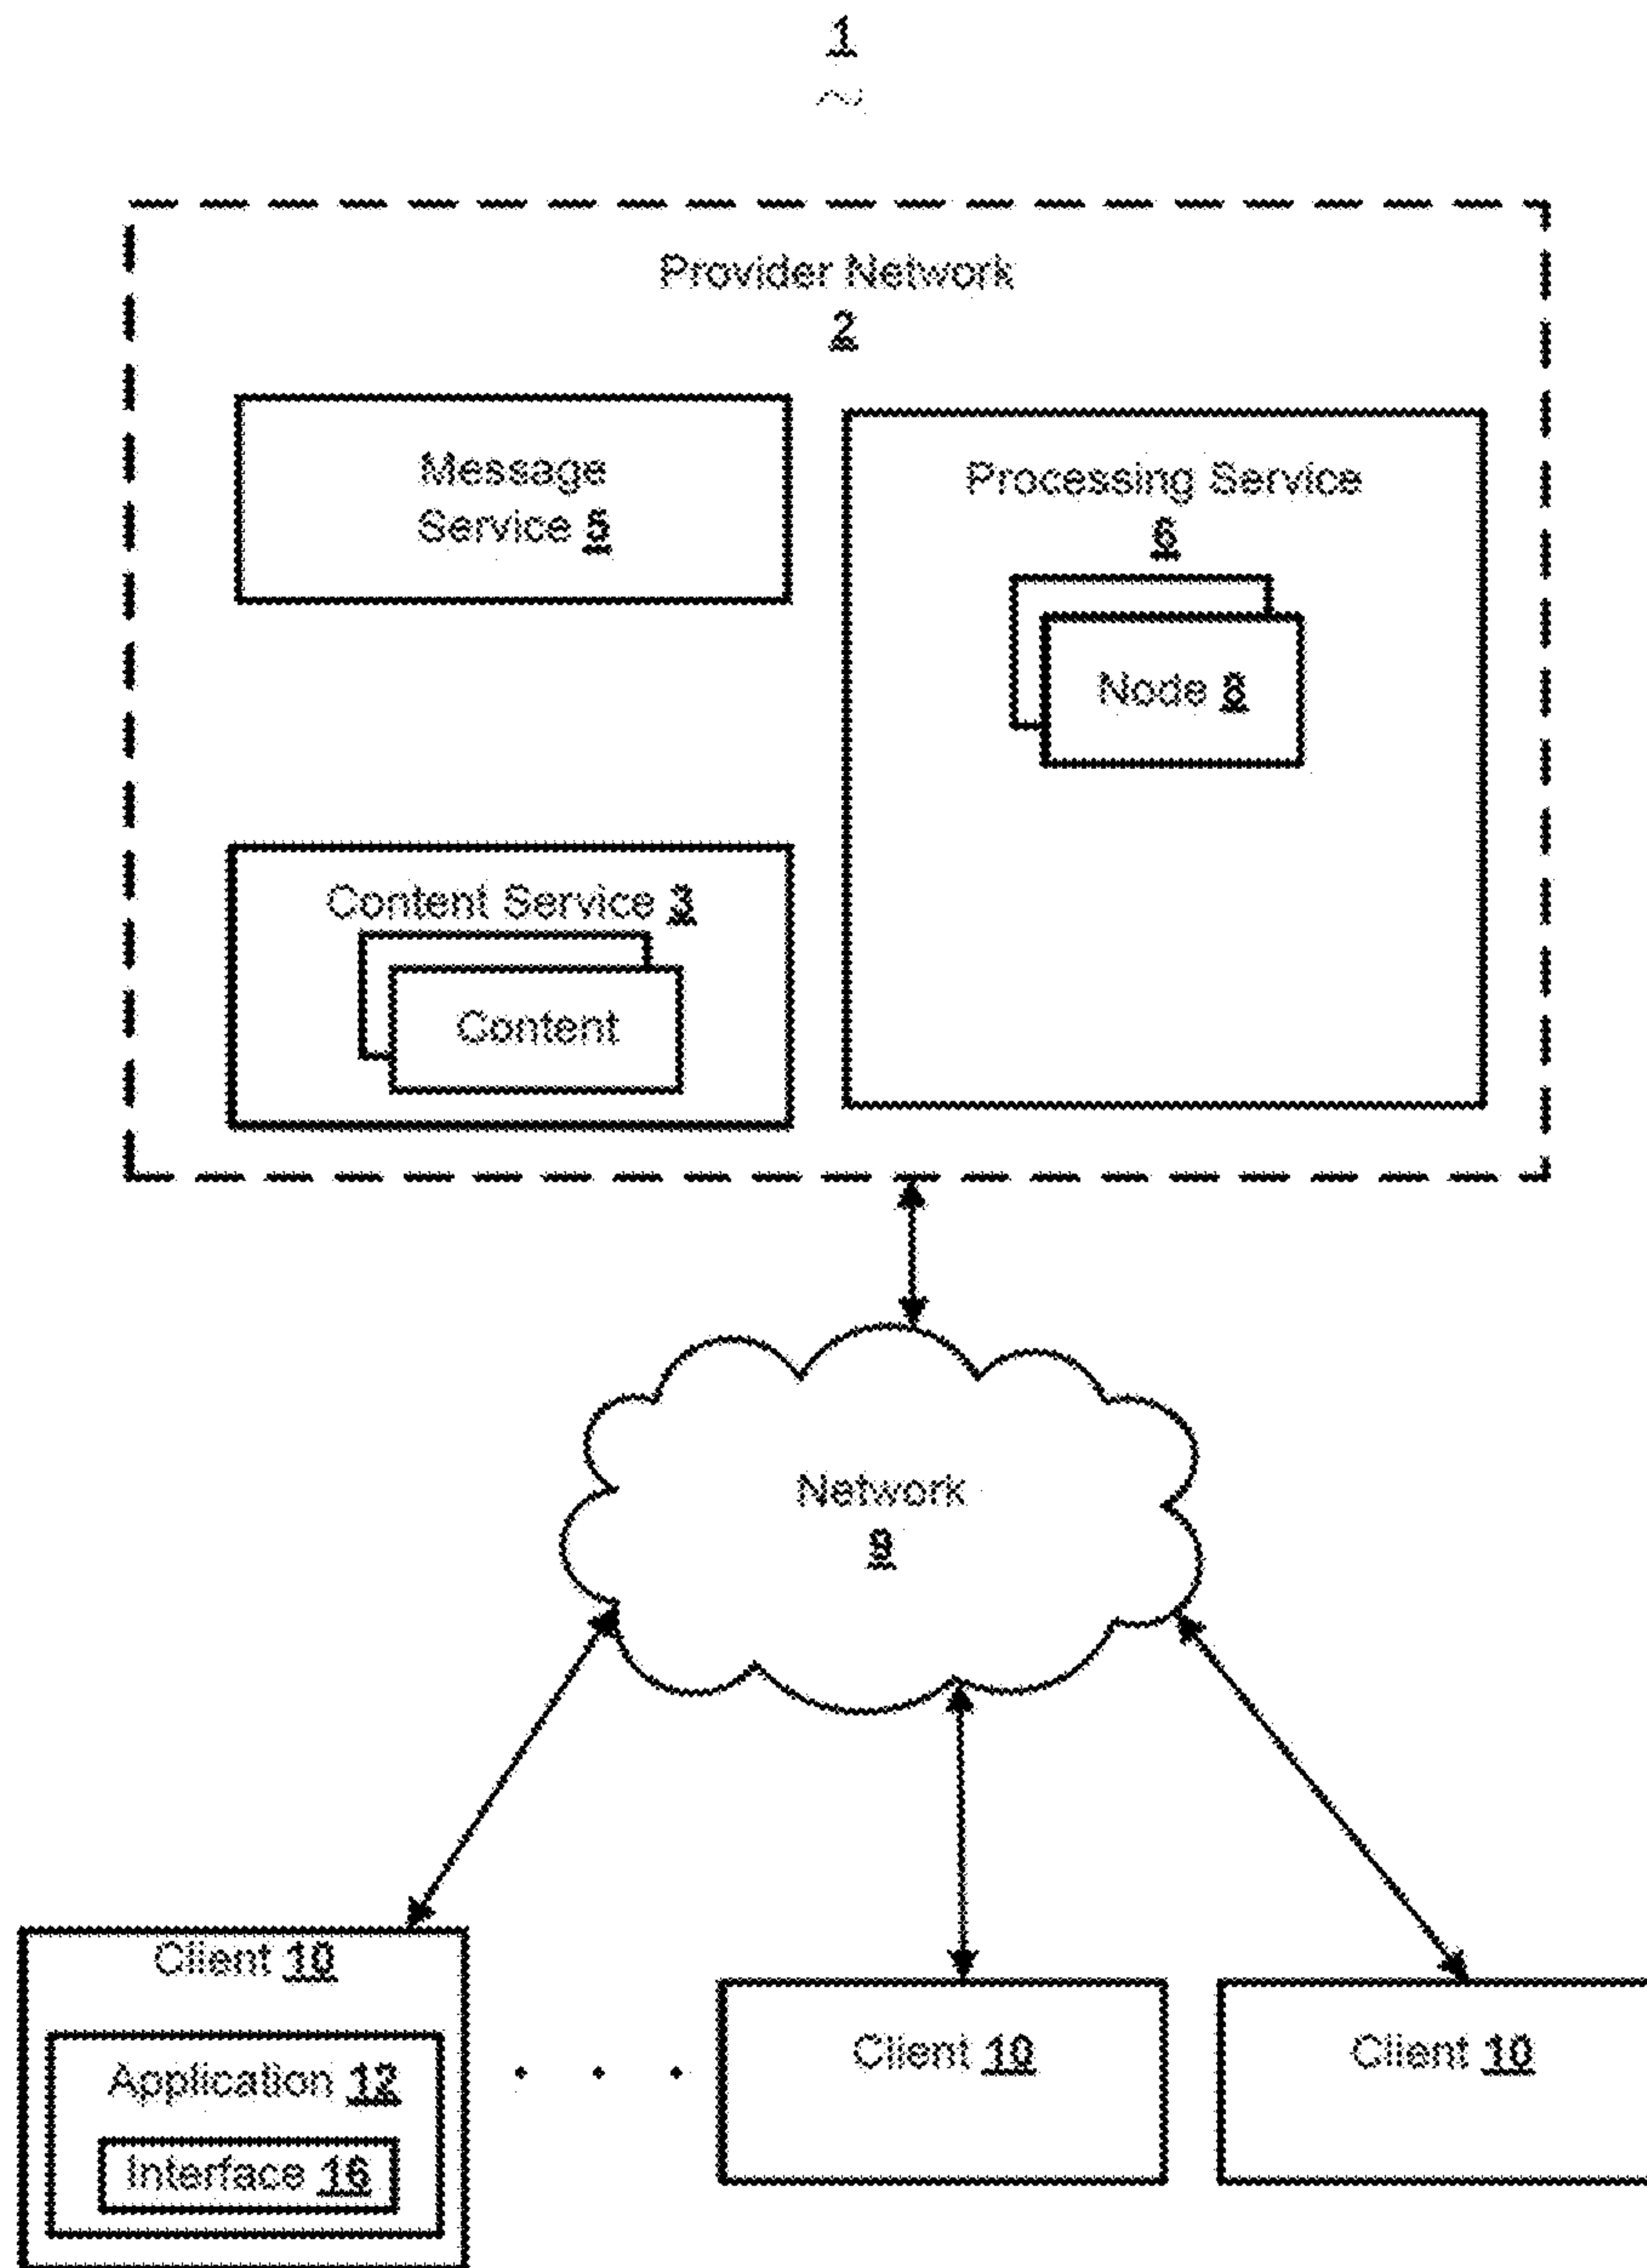 1
Provider Network
2
Message
Service 5
Processing Service
6
Node 8
Content Service 3
Content
Network
Client 10
Application 12
Interface 16
Client 10
Client 10